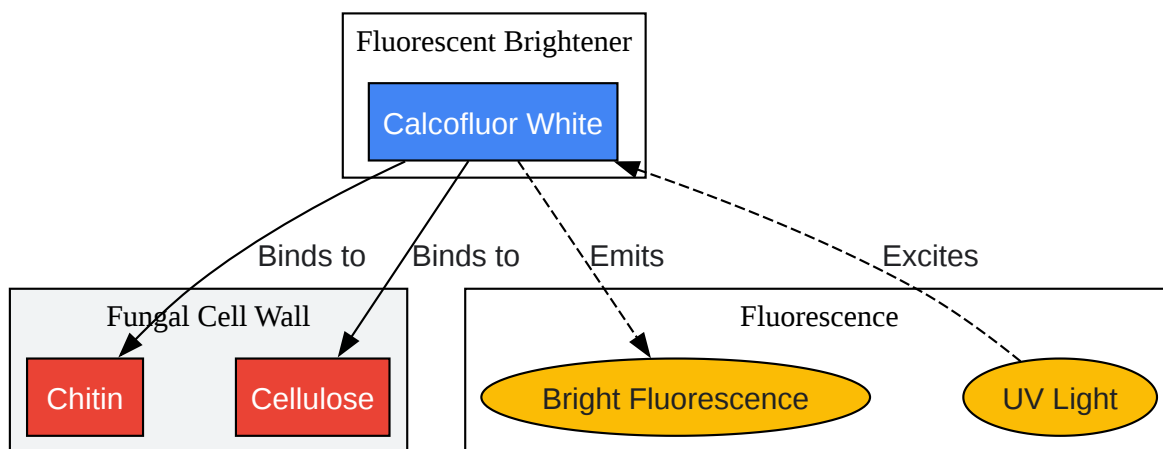 Fluorescent Brightener
Calcofluor White
Binds to
Binds to
Emits
Excites
Fungal Cell Wall
Fluorescence
Chitin
Cellulose
Bright Fluorescence
UV Light